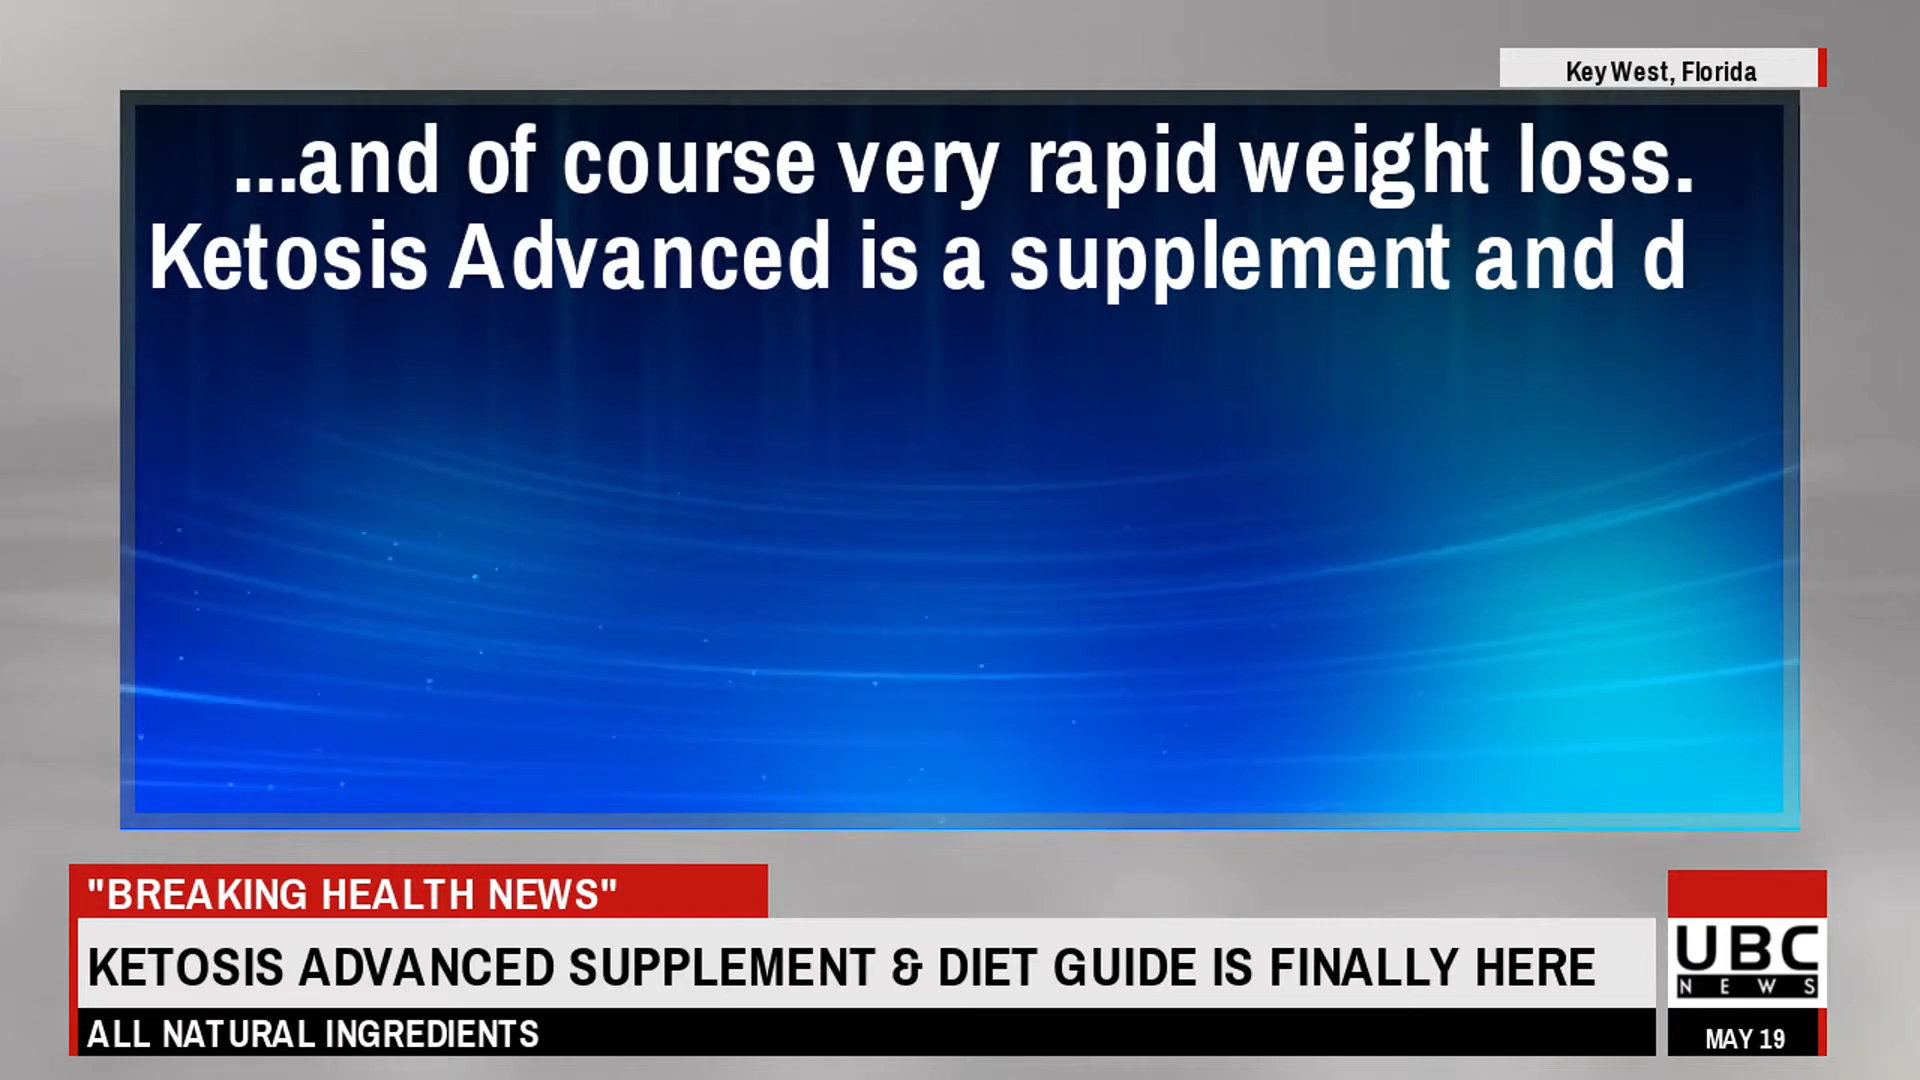 Key West, Florida
...and of course very rapid weight loss.
Ketosis Advanced is a supplement and d
"BREAKING HEALTH NEWS"
KETOSIS ADVANCED SUPPLEMENT & DIET GUIDE IS FINALLY HERE
ALL NATURAL INGREDIENTS
UBC
NEWS
MAY 19